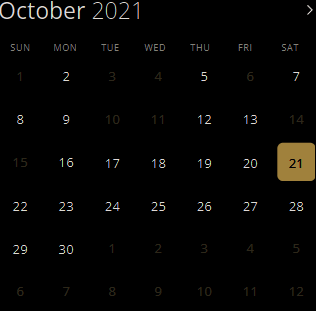 October 2021 >
SUN MON TUE WED THU FRI SAT
1 2 3 4 5 6 7
8 9 10 11 12 13 14
15 16 17 18 19 20 21
22 23 24 25 26 27 28
29 30 1 2 3 4 5
6 7 8 9 10 11 12